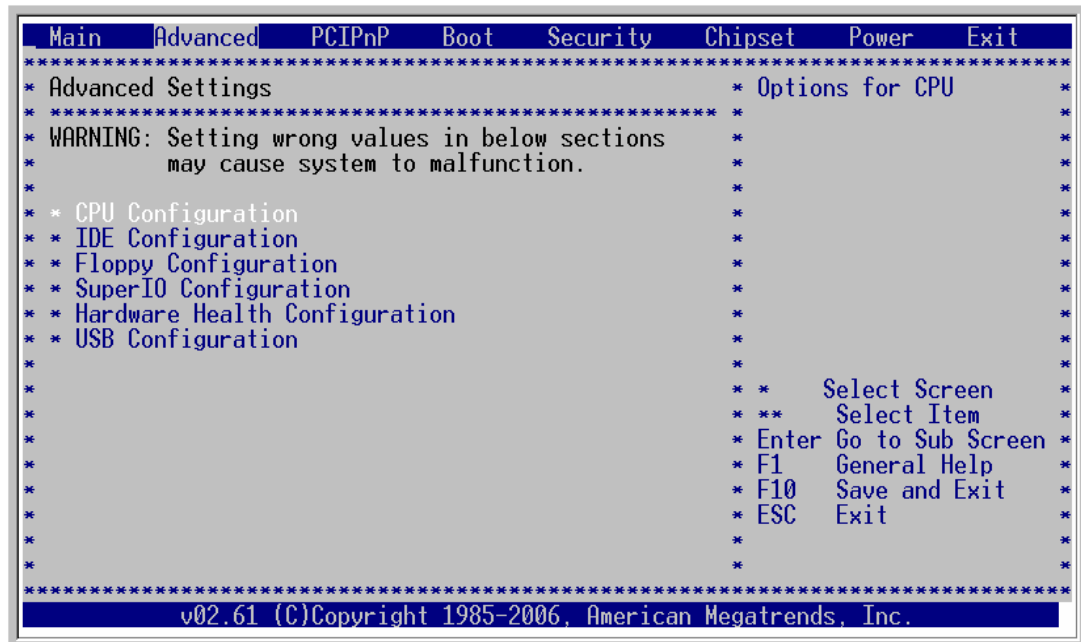 Main Advanced PCIPnP Boot Security Chipset Power Exit
********************************************************************************
* Advanced Settings * Options for CPU *
* *************************************************** * *
* WARNING: Setting wrong values in below sections * *
* may cause system to malfunction. * *
* * *
* * CPU Configuration * *
* * IDE Configuration * *
* * Floppy Configuration * *
* * SuperIO Configuration * *
* * Hardware Health Configuration * *
* * USB Configuration * *
* * *
* * * Select Screen *
* * ** Select Item *
* * Enter Go to Sub Screen *
* * F1 General Help *
* * F10 Save and Exit *
* * ESC Exit *
* * *
* * *
********************************************************************************
v02.61 (C)Copyright 1985-2006, American Megatrends, Inc.